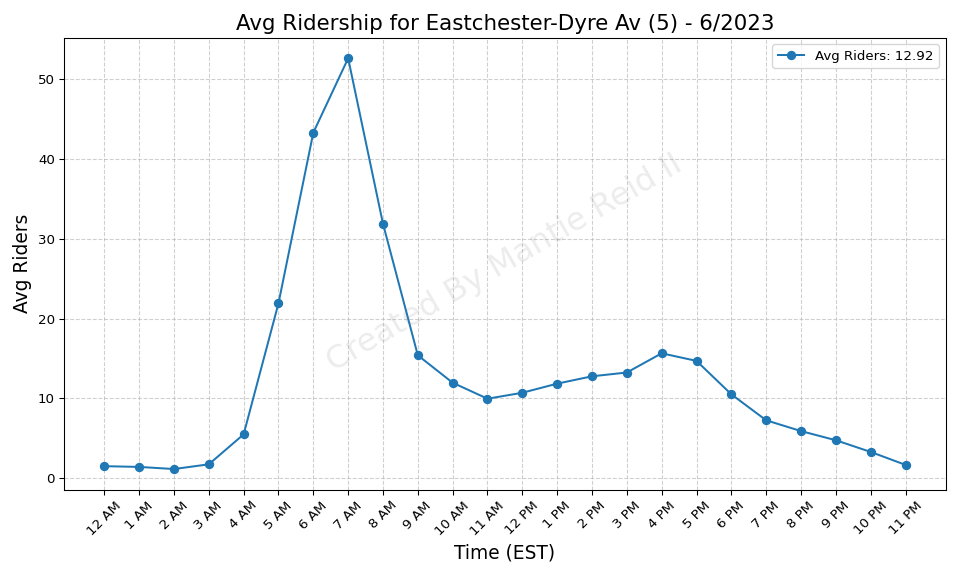 Avg Ridership for Eastchester-Dyre Av (5) - 6/2023
Avg Riders: 12.92
Avg Riders
50
40
30
20
10
0
Created By Mantie Reid II
12 AM
1 AM
2 AM
3 AM
4 AM
5 AM
6 AM
7 AM
8 AM
9 AM
10 AM
11 AM
12 PM
1 PM
2 PM
3 PM
4 PM
5 PM
6 PM
7 PM
8 PM
9 PM
10 PM
11 PM
Time (EST)